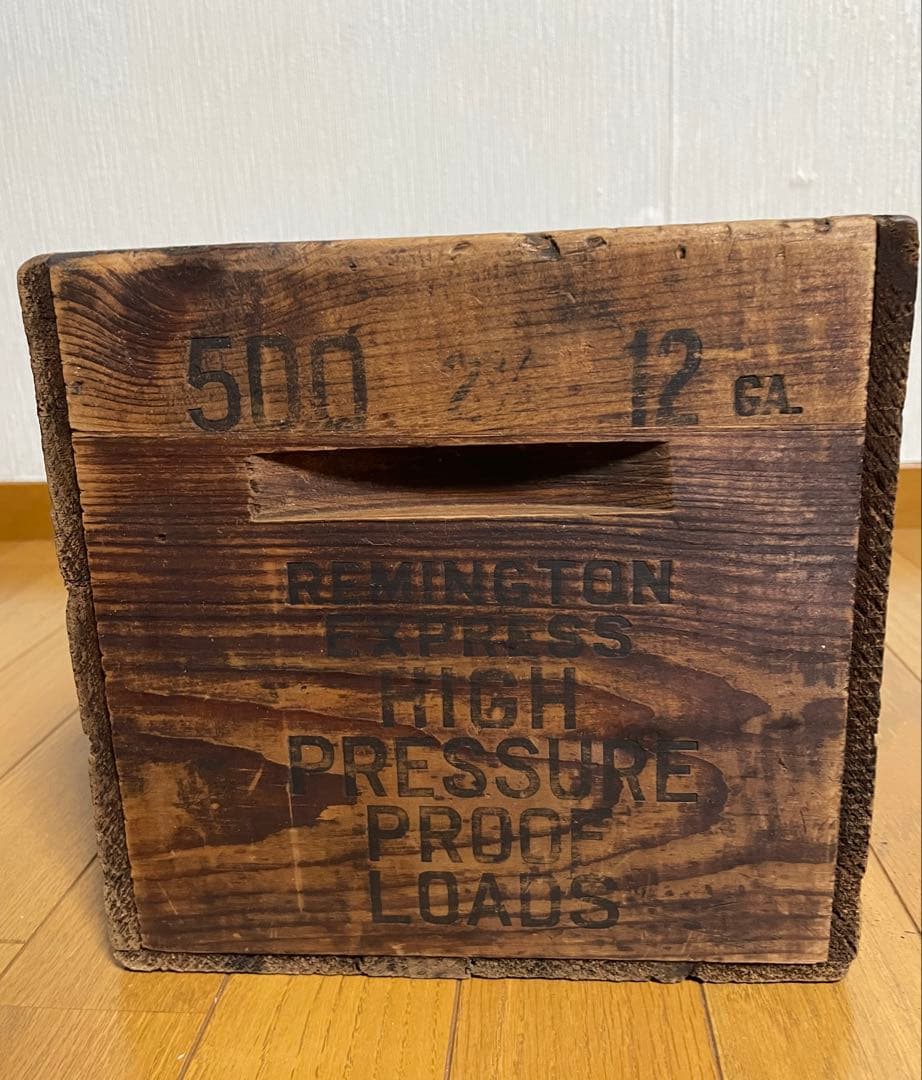 500 12 GA.
REMINGTON
EXPRESS
HIGH
PRESSURE
PROOF
LOADS